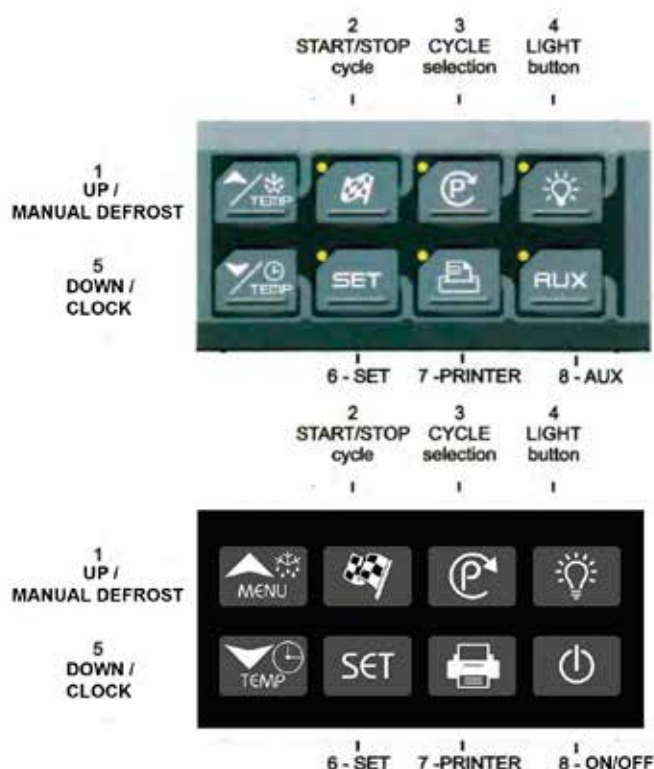 2 3 4
START/STOP CYCLE LIGHT
cycle selection button
1
UP /
MANUAL DEFROST
TEMP P
5
DOWN /
CLOCK
TEMP SET AUX
6 - SET 7 -PRINTER 8 - AUX
2 3 4
START/STOP CYCLE LIGHT
cycle selection button
1
UP /
MANUAL DEFROST
MENU P
5
DOWN /
CLOCK
TEMP SET
6 - SET 7 -PRINTER 8 - ON/OFF